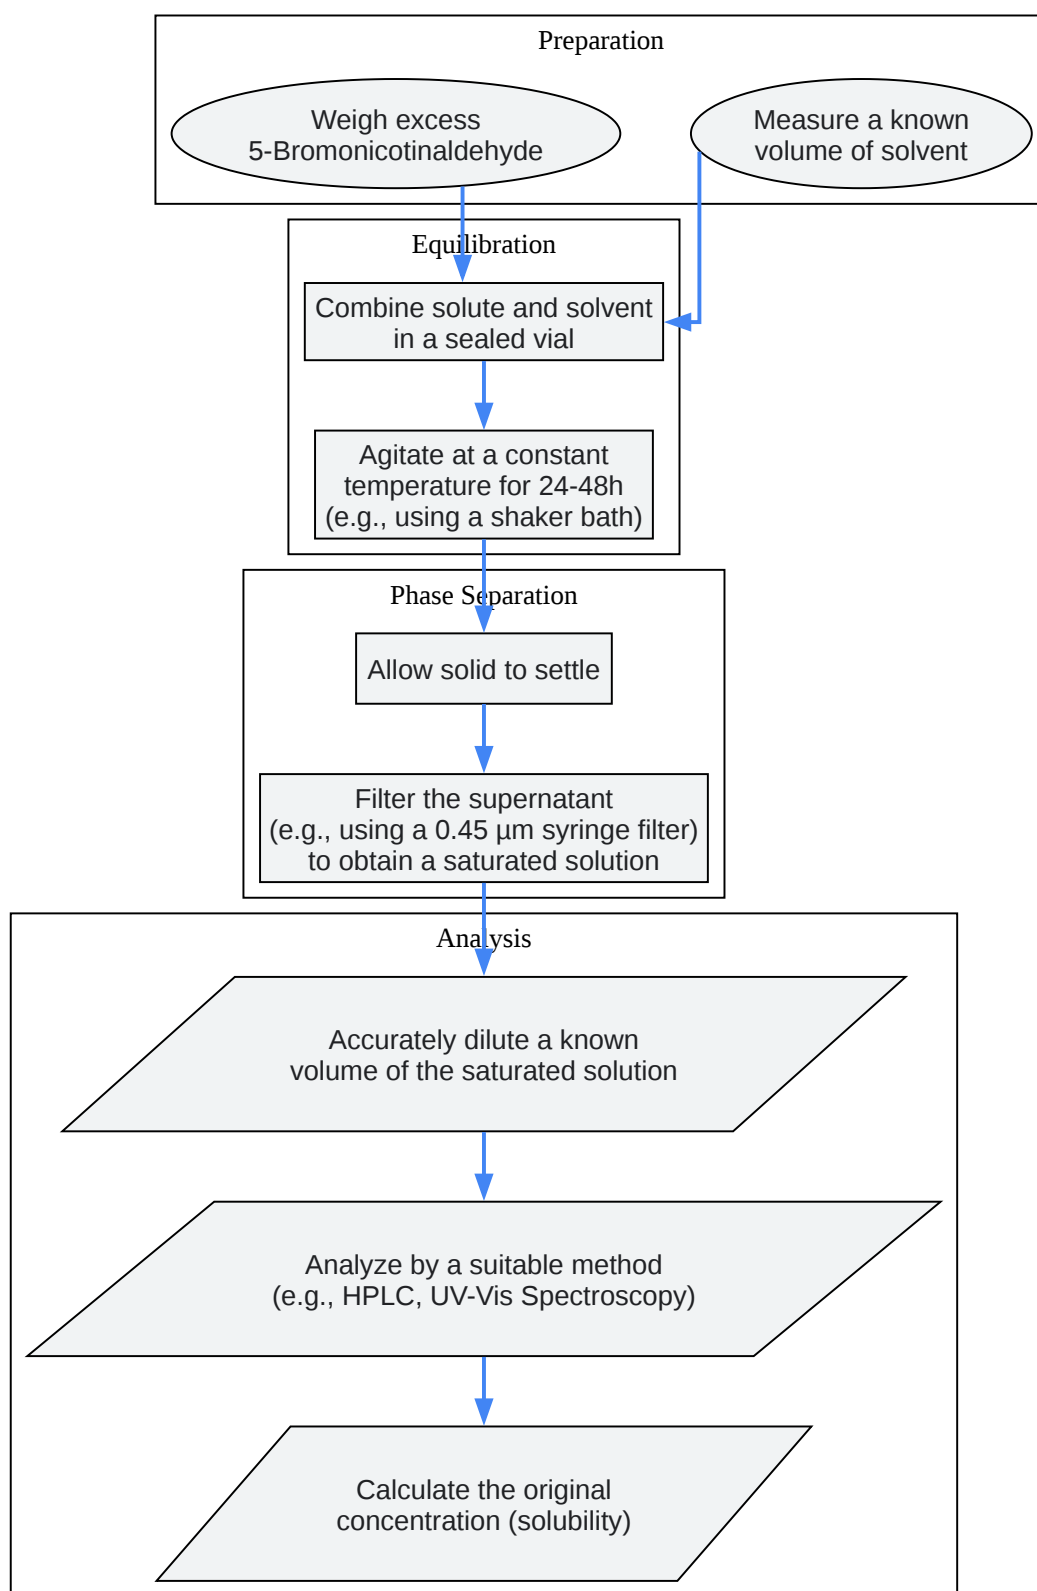 Preparation
Weigh excess
5-Bromonicotinaldehyde
Measure a known
volume of solvent
Equilibration
Combine solute and solvent
in a sealed vial
Agitate at a constant
temperature for 24-48h
(e.g., using a shaker bath)
Phase Separation
Allow solid to settle
Filter the supernatant
(e.g., using a 0.45 µm syringe filter)
to obtain a saturated solution
Analysis
Accurately dilute a known
volume of the saturated solution
Analyze by a suitable method
(e.g., HPLC, UV-Vis Spectroscopy)
Calculate the original
concentration (solubility)